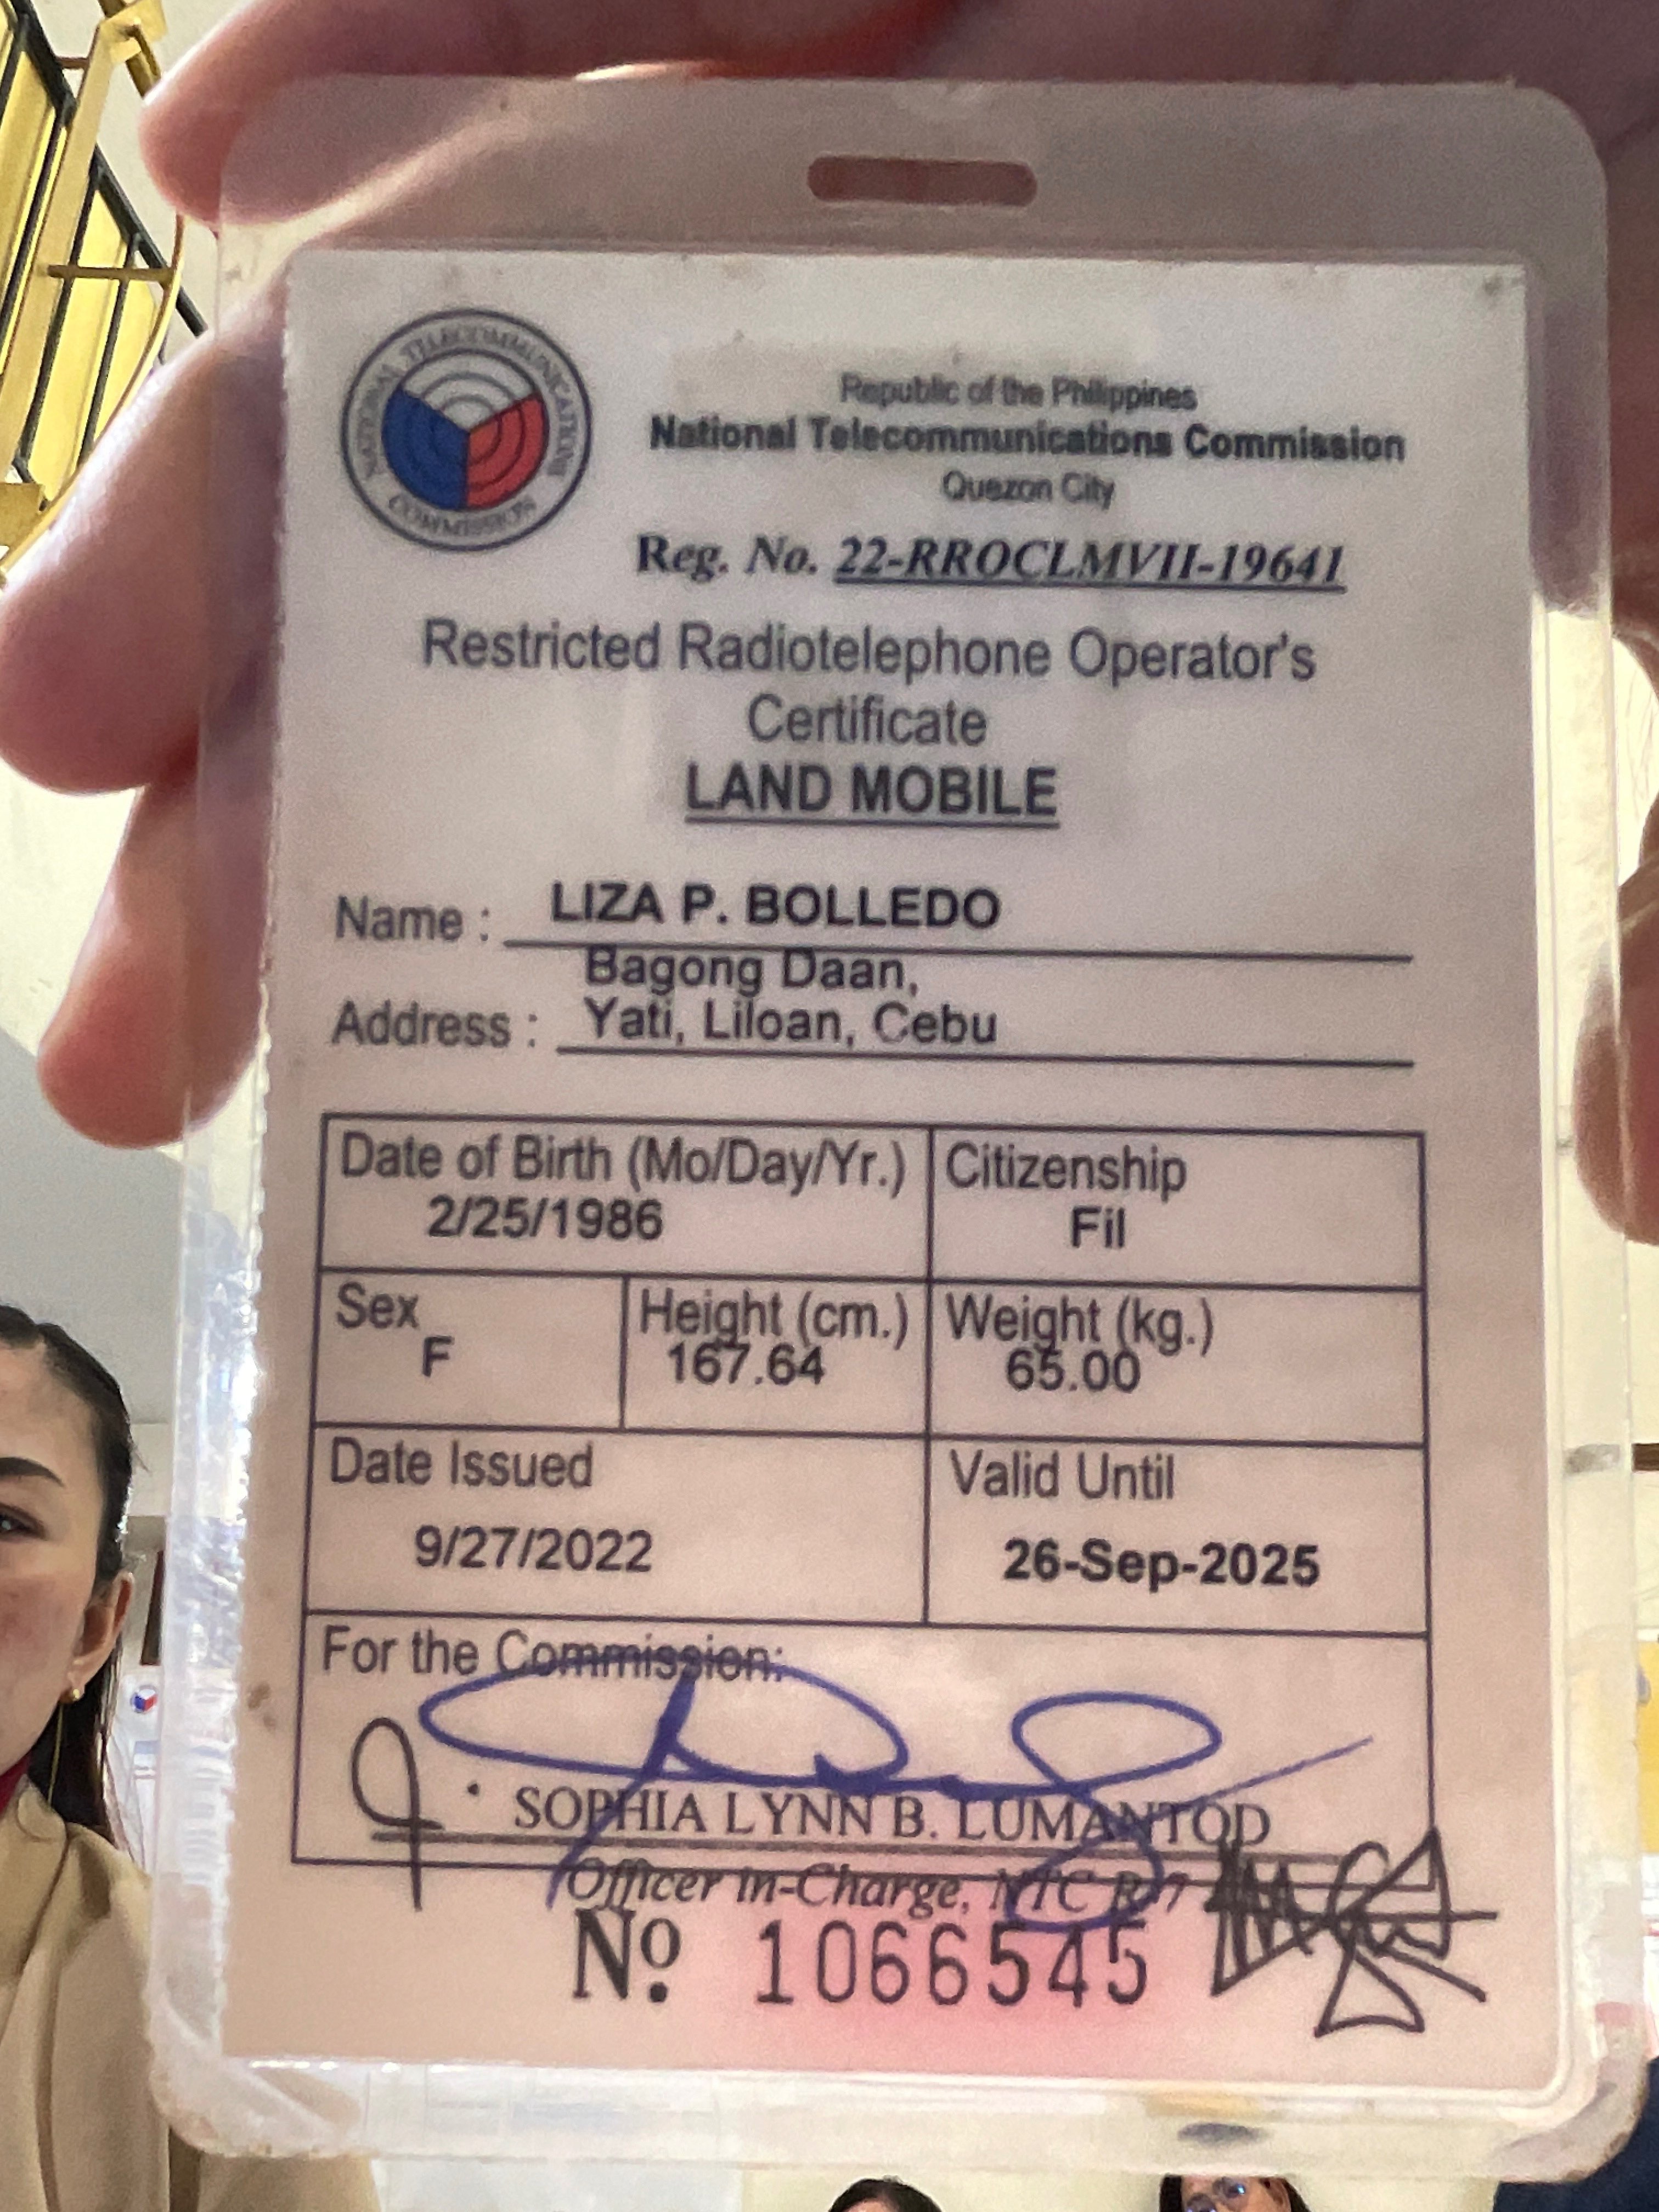 NATIONAL TELECOMMUNICATIONS COMMISSION
Republic of the Philippines
National Telecommunications Commission
Quezon City
Reg. No. 22-RROCLMVII-19641
Restricted Radiotelephone Operator's
Certificate
LAND MOBILE
Name : LIZA P. BOLLEDO
Bagong Daan,
Address : Yati, Liloan, Cebu
Date of Birth (Mo/Day/Yr.) Citizenship
2/25/1986 Fil
Sex Height (cm.) Weight (kg.)
F 167.64 65.00
Date Issued Valid Until
9/27/2022 26-Sep-2025
For the Commission:
SOPHIA LYNN B. LUMANTOD
Officer in-Charge, NTC R-7
Nº. 1066545